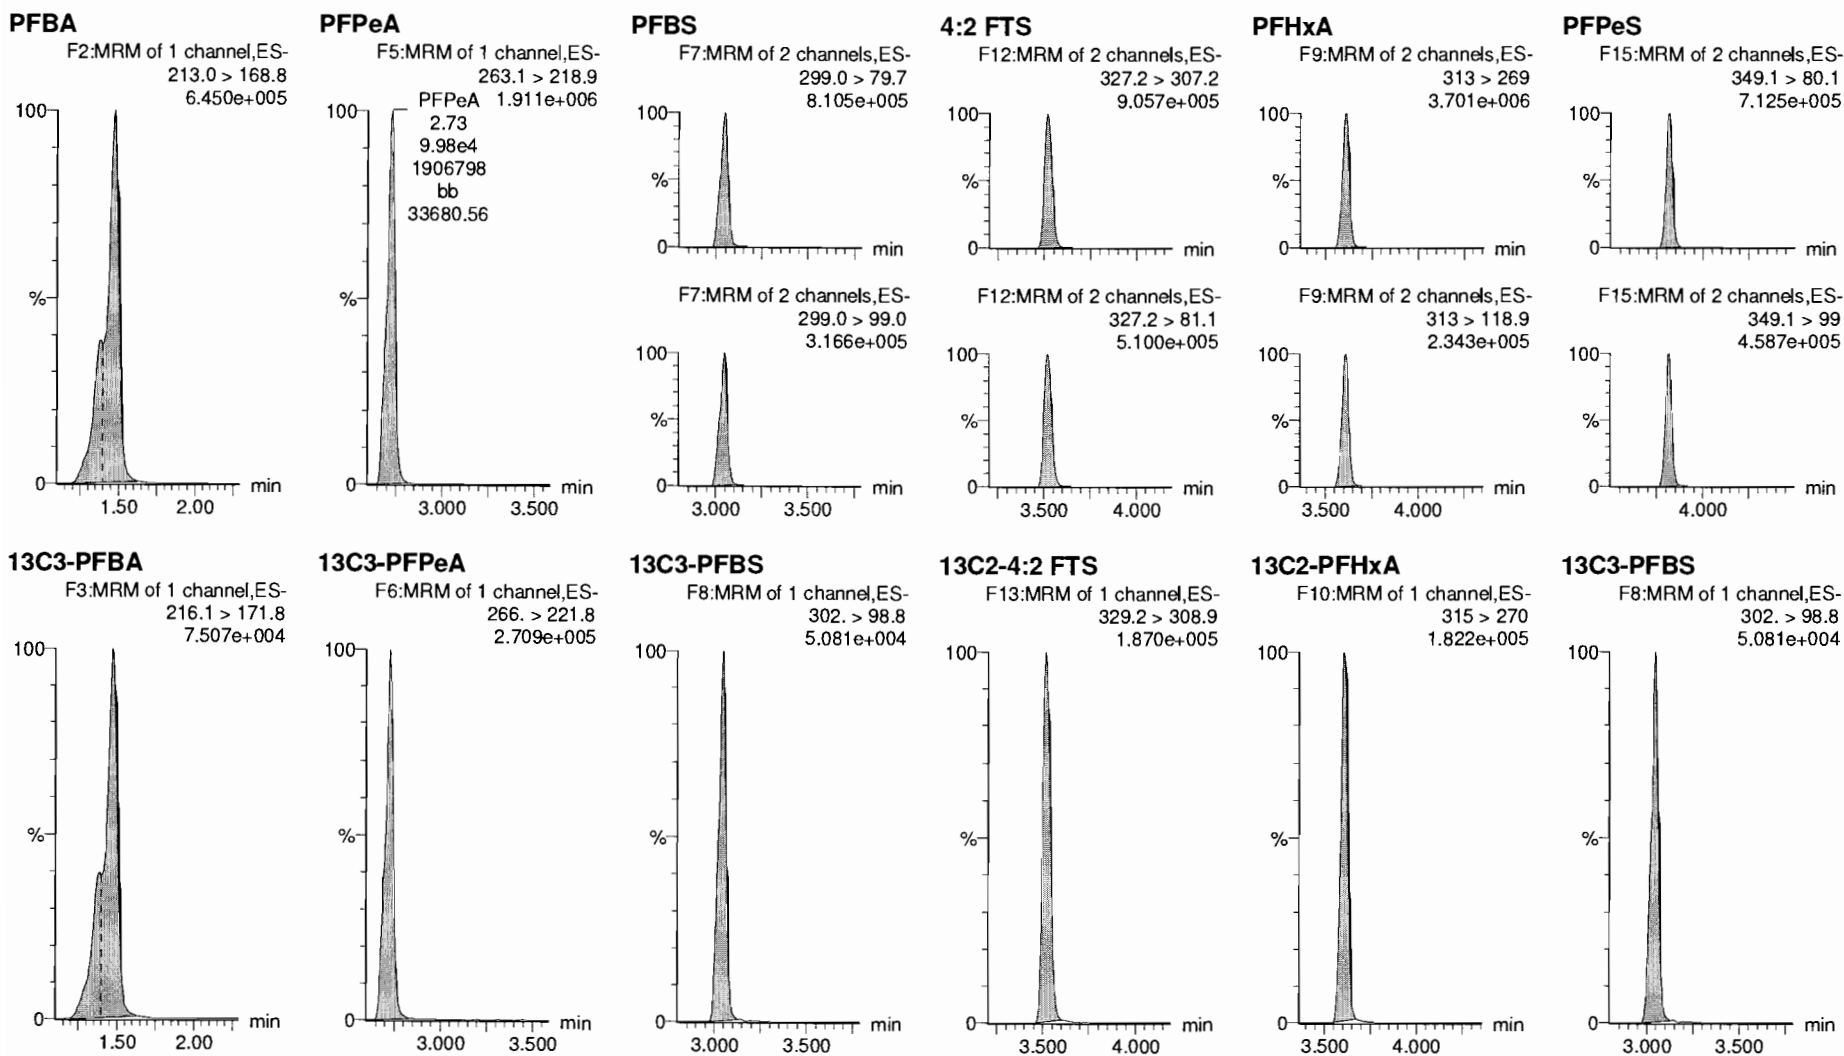 PFBA
F2:MRM of 1 channel,ES-
213.0 > 168.8
6.450e+005
100
%
0
min
1.50 2.00
PFPeA
F5:MRM of 1 channel,ES-
263.1 > 218.9
1.911e+006
PFPeA
2.73
9.98e4
1906798
bb
33680.56
100
%
0
min
3.000 3.500
PFBS
F7:MRM of 2 channels,ES-
299.0 > 79.7
8.105e+005
100
%
0
min
F7:MRM of 2 channels,ES-
299.0 > 99.0
3.166e+005
100
%
0
min
3.000 3.500
4:2 FTS
F12:MRM of 2 channels,ES-
327.2 > 307.2
9.057e+005
100
%
0
min
F12:MRM of 2 channels,ES-
327.2 > 81.1
5.100e+005
100
%
0
min
3.500 4.000
PFHxA
F9:MRM of 2 channels,ES-
313 > 269
3.701e+006
100
%
0
min
F9:MRM of 2 channels,ES-
313 > 118.9
2.343e+005
100
%
0
min
3.500 4.000
PFPeS
F15:MRM of 2 channels,ES-
349.1 > 80.1
7.125e+005
100
%
0
min
F15:MRM of 2 channels,ES-
349.1 > 99
4.587e+005
100
%
0
min
4.000
13C3-PFBA
F3:MRM of 1 channel,ES-
216.1 > 171.8
7.507e+004
100
%
0
min
1.50 2.00
13C3-PFPeA
F6:MRM of 1 channel,ES-
266. > 221.8
2.709e+005
100
%
0
min
3.000 3.500
13C3-PFBS
F8:MRM of 1 channel,ES-
302. > 98.8
5.081e+004
100
%
0
min
3.000 3.500
13C2-4:2 FTS
F13:MRM of 1 channel,ES-
329.2 > 308.9
1.870e+005
100
%
0
min
3.500 4.000
13C2-PFHxA
F10:MRM of 1 channel,ES-
315 > 270
1.822e+005
100
%
0
min
3.500 4.000
13C3-PFBS
F8:MRM of 1 channel,ES-
302. > 98.8
5.081e+004
100
%
0
min
3.000 3.500